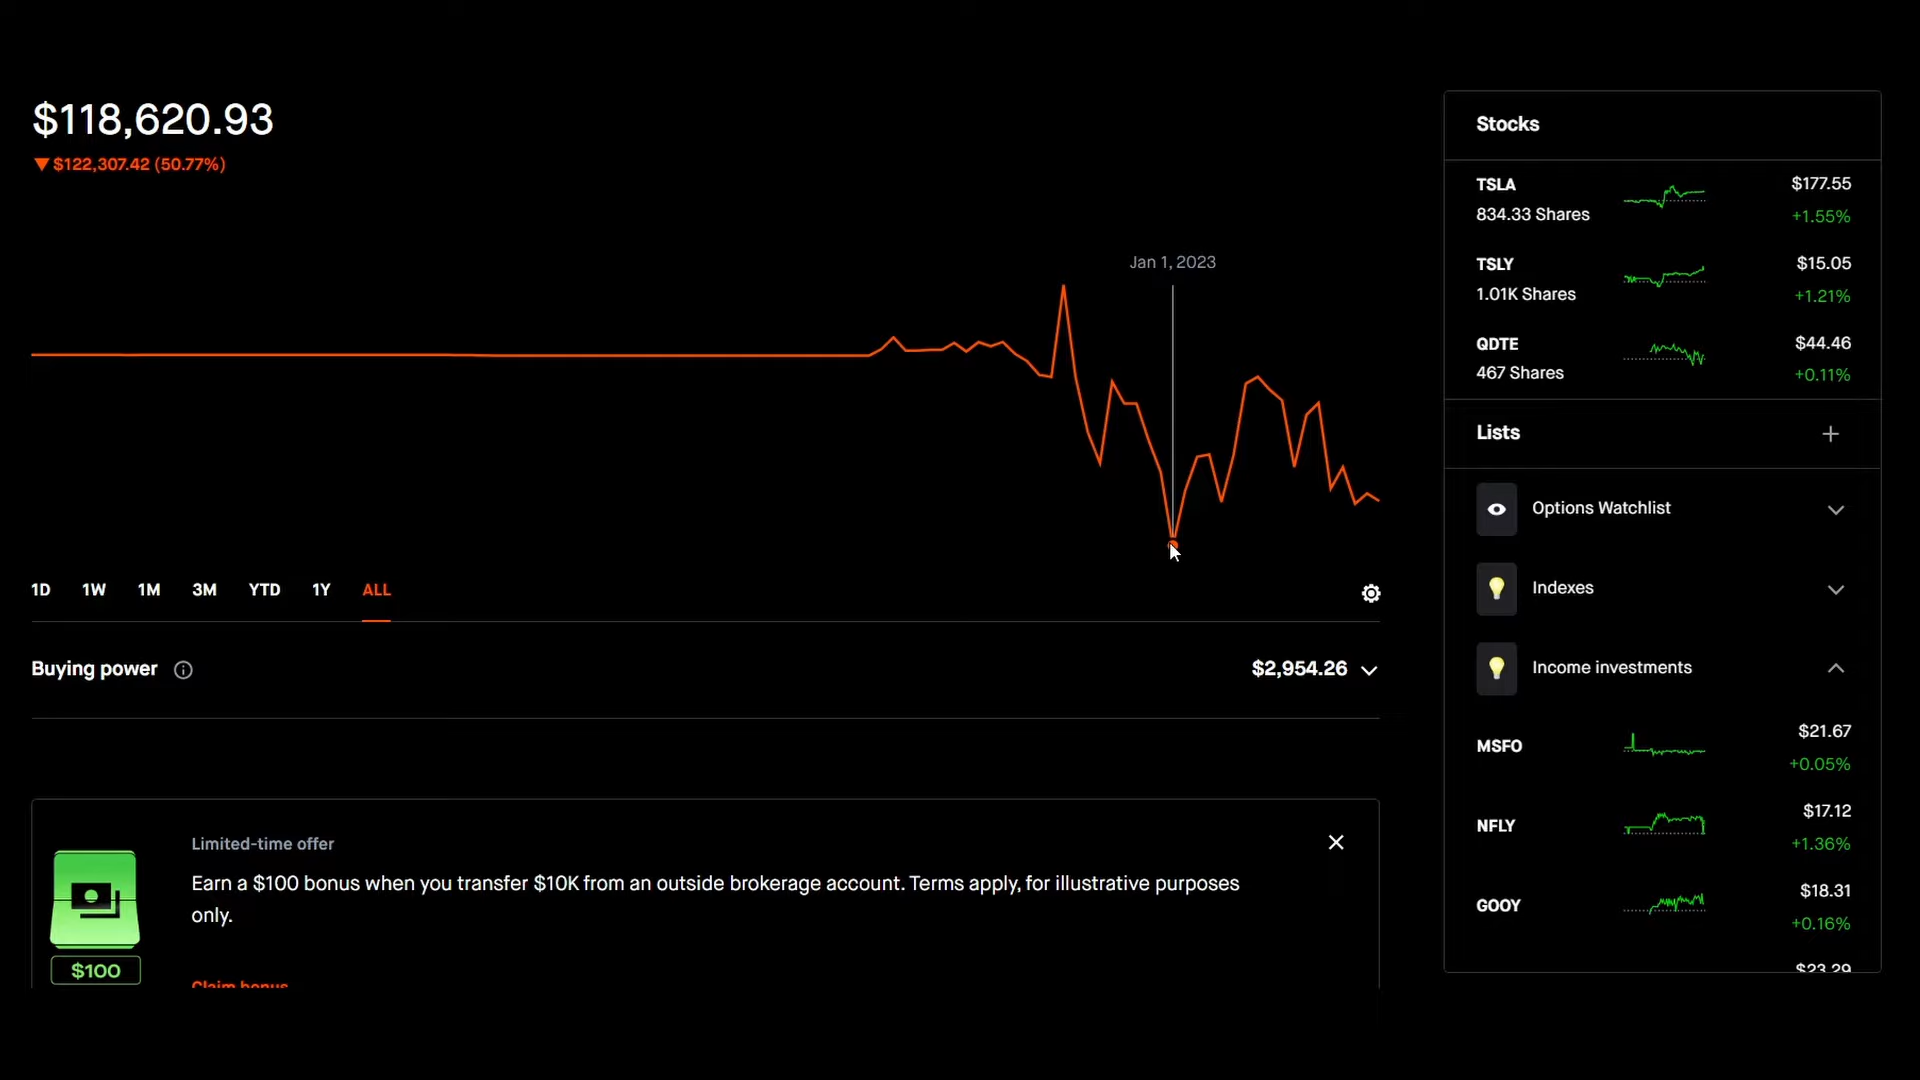 $118,620.93
▼$122,307.42 (50.77%)
Jan 1, 2023
1D 1W 1M 3M YTD 1Y ALL
Buying power $2,954.26
Limited-time offer
Earn a $100 bonus when you transfer $10K from an outside brokerage account. Terms apply, for illustrative purposes
only.
$100
Claim bonus
Stocks
TSLA $177.55
834.33 Shares +1.55%
TSLY $15.05
1.01K Shares +1.21%
QDTE $44.46
467 Shares +0.11%
Lists
Options Watchlist
Indexes
Income investments
MSFO $21.67
+0.05%
NFLY $17.12
+1.36%
GOOY $18.31
+0.16%
$23.29